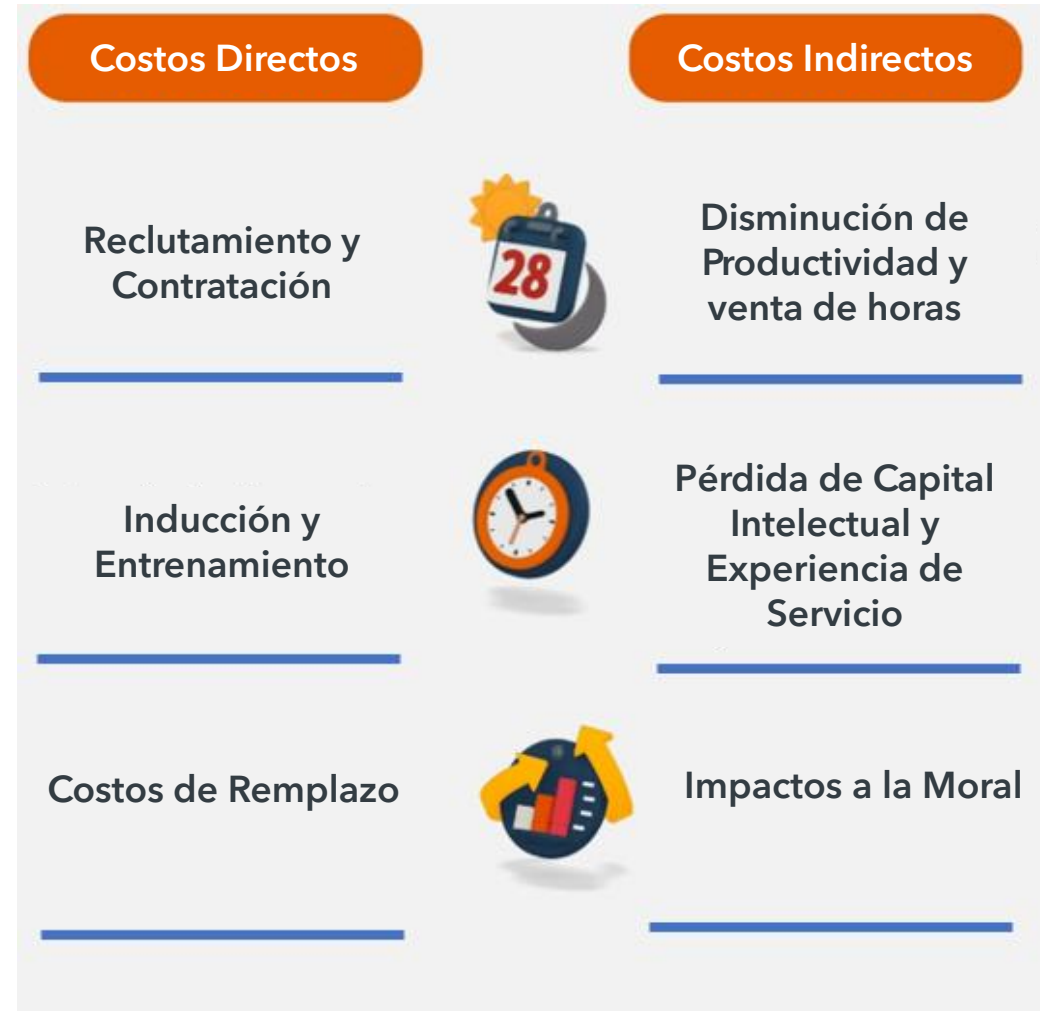 Costos Directos
Costos Indirectos
Reclutamiento y
Contratación
28
Disminución de
Productividad y
venta de horas
Inducción y
Entrenamiento
Pérdida de Capital
Intelectual y
Experiencia de
Servicio
Costos de Remplazo
Impactos a la Moral